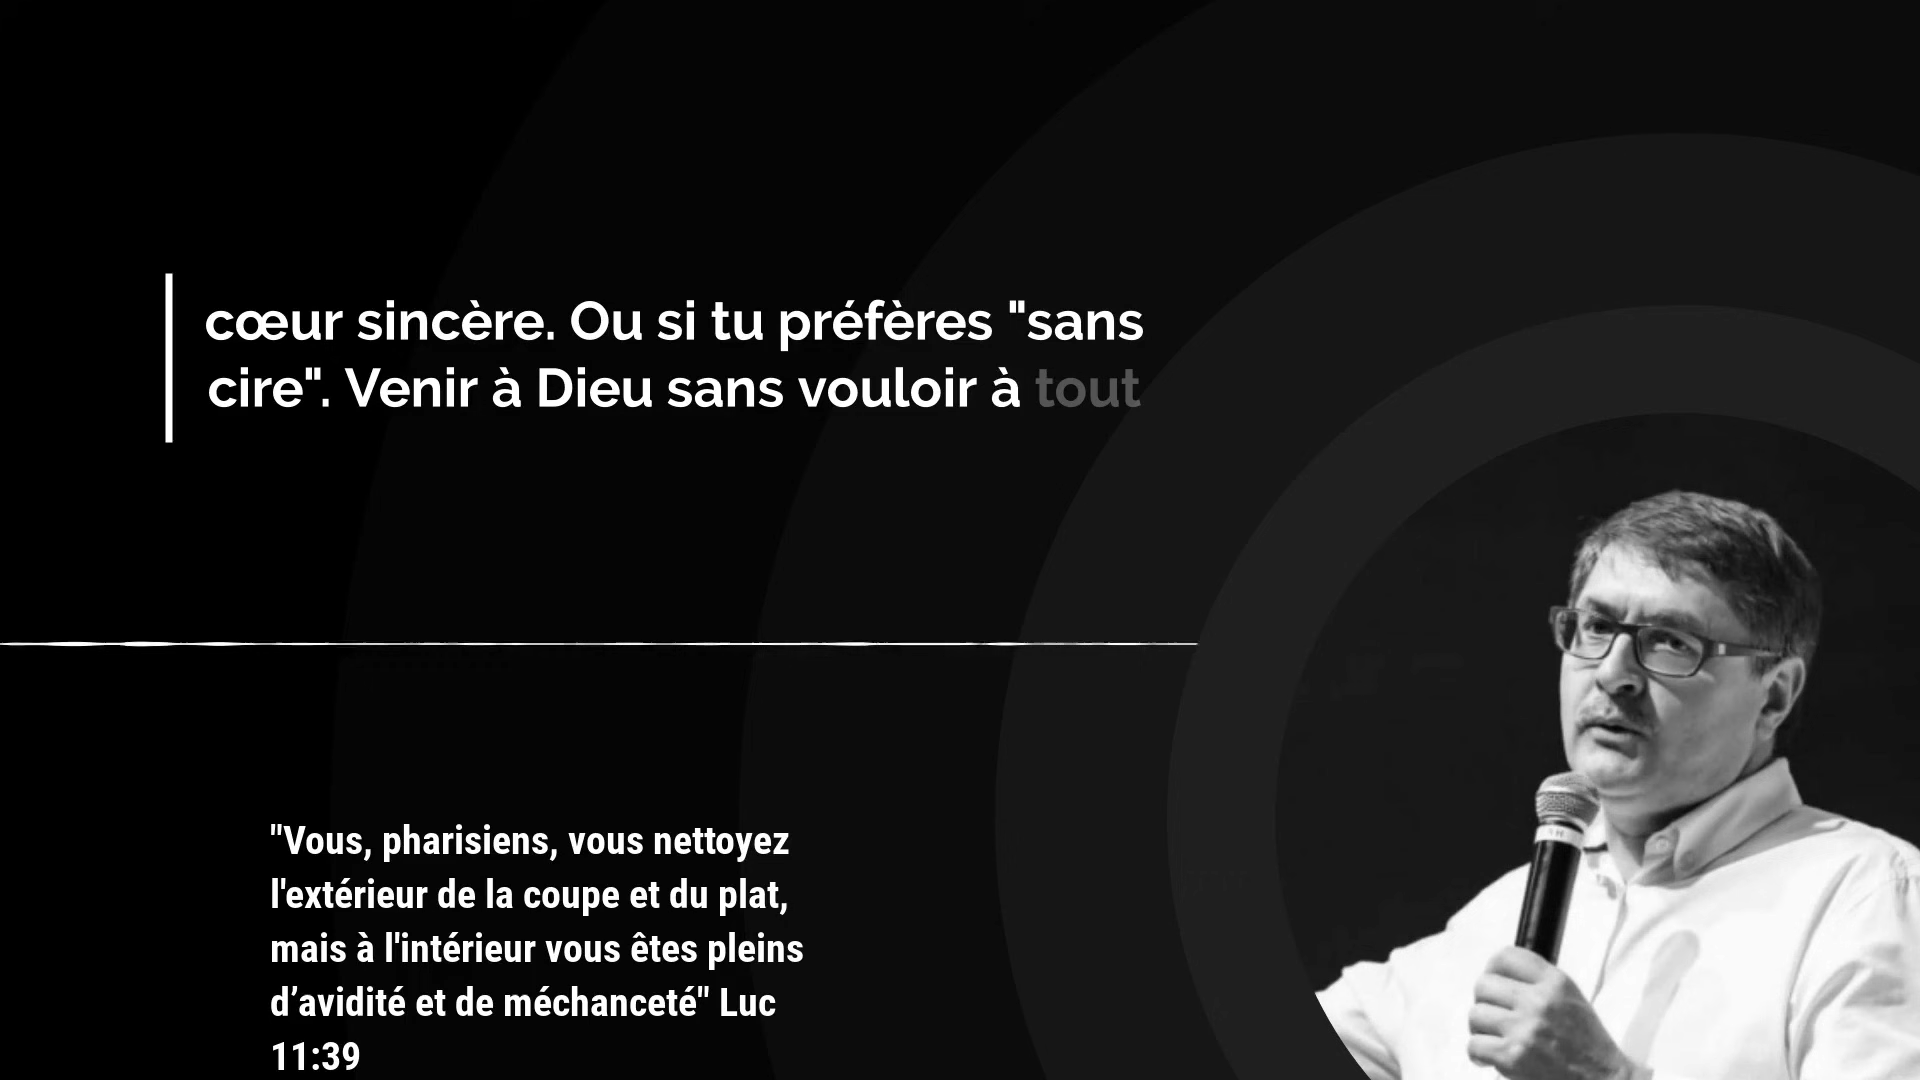 cœur sincère. Ou si tu préfères "sans
cire". Venir à Dieu sans vouloir à tout
"Vous, pharisiens, vous nettoyez
l'extérieur de la coupe et du plat,
mais à l'intérieur vous êtes pleins
d’avidité et de méchanceté" Luc
11:39